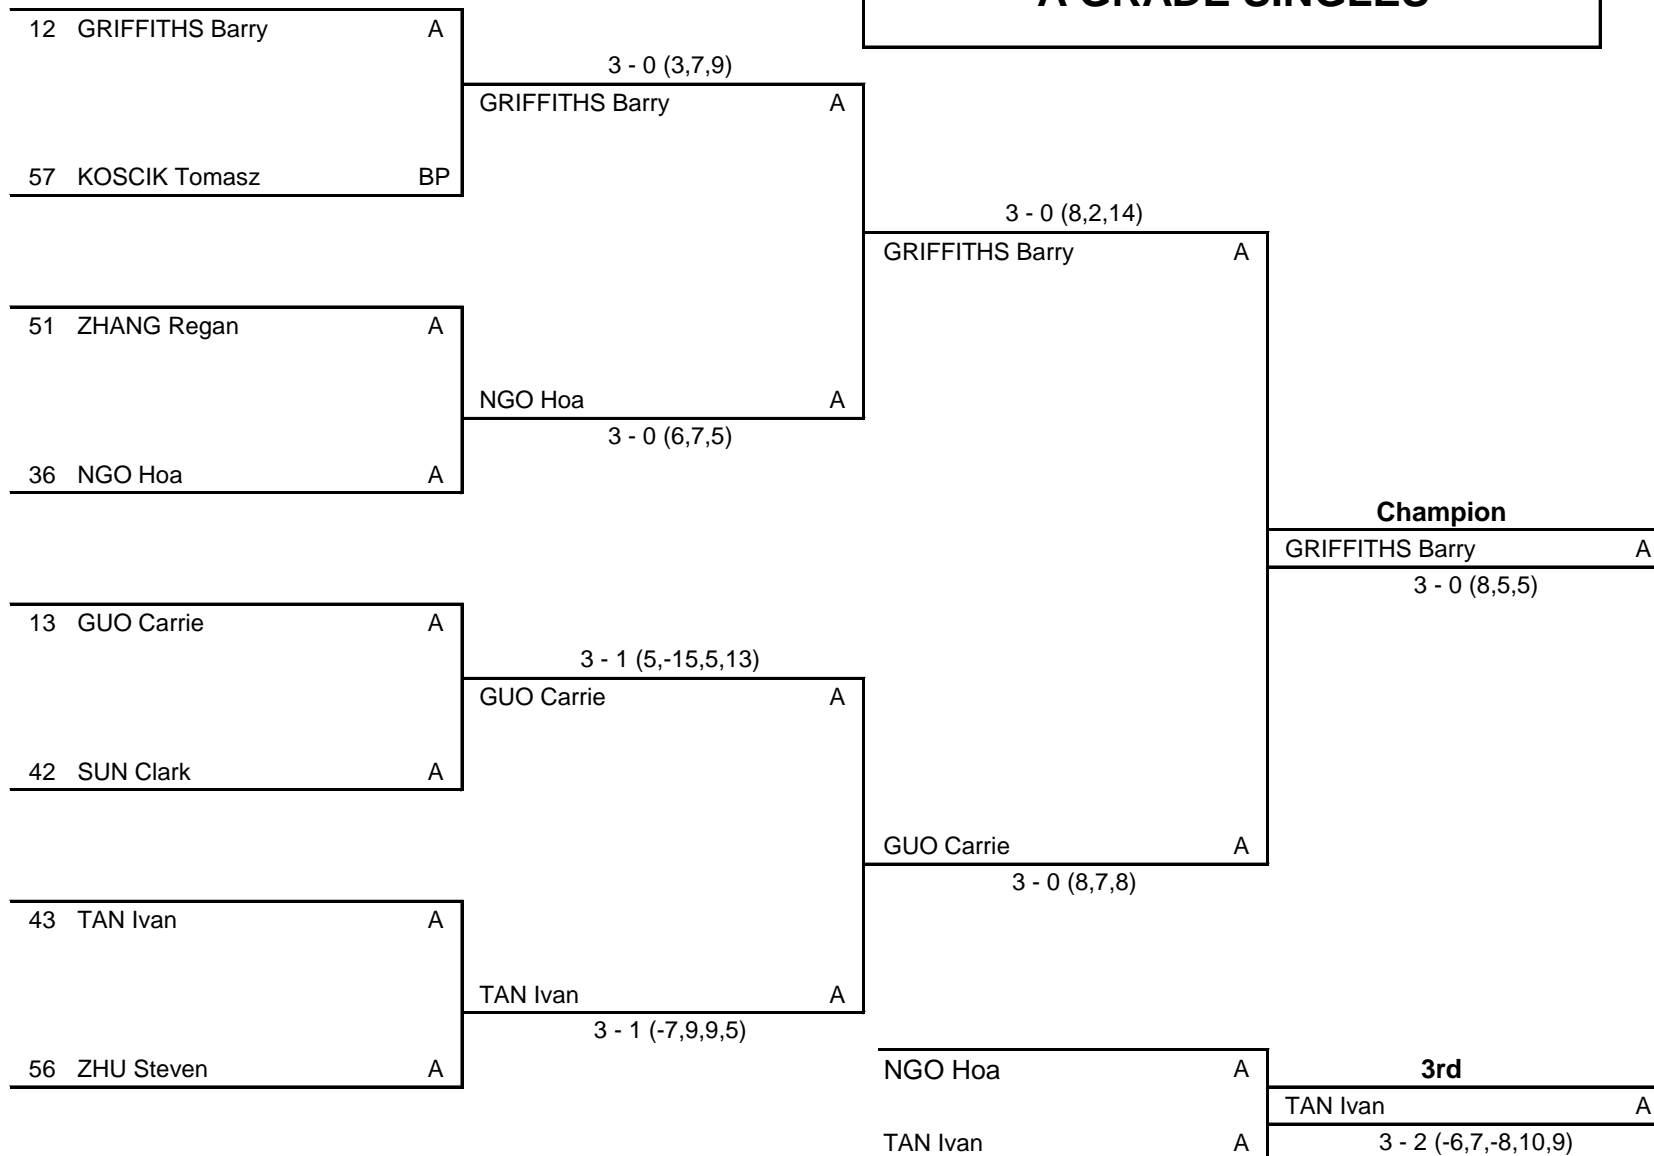 A GRADE SINGLES
12 GRIFFITHS Barry A
3 - 0 (3,7,9)
GRIFFITHS Barry A
57 KOSCIK Tomasz BP
3 - 0 (8,2,14)
GRIFFITHS Barry A
51 ZHANG Regan A
NGO Hoa A
3 - 0 (6,7,5)
36 NGO Hoa A
Champion
GRIFFITHS Barry A
3 - 0 (8,5,5)
13 GUO Carrie A
3 - 1 (5,-15,5,13)
GUO Carrie A
42 SUN Clark A
GUO Carrie A
3 - 0 (8,7,8)
43 TAN Ivan A
TAN Ivan A
3 - 1 (-7,9,9,5)
56 ZHU Steven A
NGO Hoa A
3rd
TAN Ivan A
TAN Ivan A
3 - 2 (-6,7,-8,10,9)